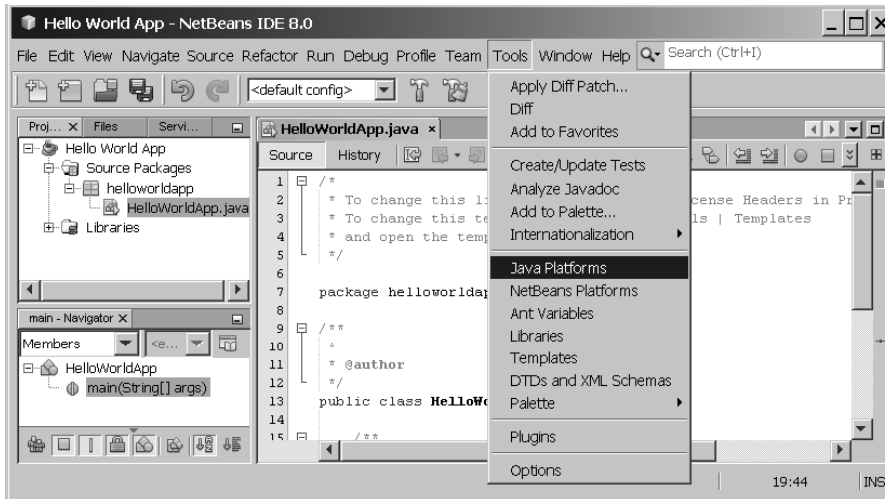 Hello World App - NetBeans IDE 8.0
File Edit View Navigate Source Refactor Run Debug Profile Team Tools Window Help Search (Ctrl+I)
<default config>
Proj... × Files Servi...
Hello World App
Source Packages
helloworldapp
HelloWorldApp.java
Libraries
main - Navigator ×
Members <e...
HelloWorldApp
main(String[] args)
HelloWorldApp.java ×
Source History
1 /*
2 * To change this li cense Headers in Pr
3 * To change this te ls | Templates
4 * and open the temp
5 */
6
7 package helloworldap
8
9 /**
10 *
11 * @author
12 */
13 public class HelloWo
14
15 /**
Apply Diff Patch...
Diff
Add to Favorites
Create/Update Tests
Analyze Javadoc
Add to Palette...
Internationalization
Java Platforms
NetBeans Platforms
Ant Variables
Libraries
Templates
DTDs and XML Schemas
Palette
Plugins
Options
19:44 INS